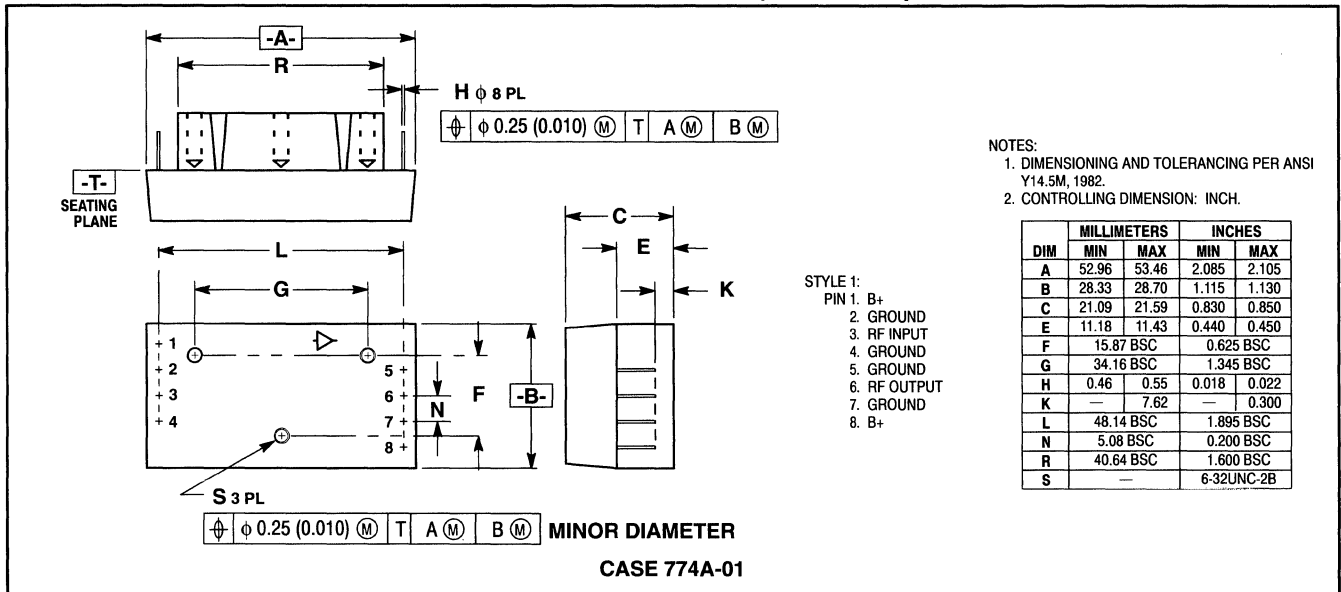 -A-
R
H ϕ 8 PL
⌖ ϕ 0.25 (0.010) Ⓜ T A Ⓜ B Ⓜ
-T-
SEATING
PLANE
L
G
1
2
3
4
5
6
7
8
F
N
-B-
S 3 PL
⌖ ϕ 0.25 (0.010) Ⓜ T A Ⓜ B Ⓜ MINOR DIAMETER
C
E
K
STYLE 1:
PIN 1. B+
2. GROUND
3. RF INPUT
4. GROUND
5. GROUND
6. RF OUTPUT
7. GROUND
8. B+
NOTES:
1. DIMENSIONING AND TOLERANCING PER ANSI
Y14.5M, 1982.
2. CONTROLLING DIMENSION: INCH.
MILLIMETERS INCHES
DIM MIN MAX MIN MAX
A 52.96 53.46 2.085 2.105
B 28.33 28.70 1.115 1.130
C 21.09 21.59 0.830 0.850
E 11.18 11.43 0.440 0.450
F 15.87 BSC 0.625 BSC
G 34.16 BSC 1.345 BSC
H 0.46 0.55 0.018 0.022
K — 7.62 — 0.300
L 48.14 BSC 1.895 BSC
N 5.08 BSC 0.200 BSC
R 40.64 BSC 1.600 BSC
S — 6-32UNC-2B
CASE 774A-01